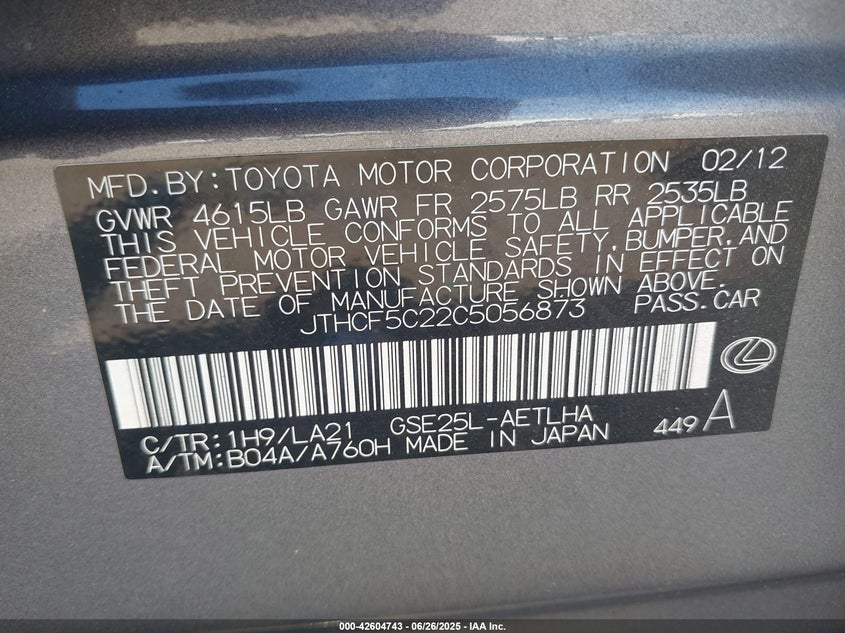 MFD. BY: TOYOTA MOTOR CORPORATION 02/12
GVWR 4615LB GAWR FR 2575LB RR 2535LB
THIS VEHICLE CONFORMS TO ALL APPLICABLE
FEDERAL MOTOR VEHICLE SAFETY, BUMPER, AND
THEFT PREVENTION STANDARDS IN EFFECT ON
THE DATE OF MANUFACTURE SHOWN ABOVE.
JTHCF5C22C5056873 PASS. CAR
C/TR: 1H9/LA21 GSE25L-AETLHA
A/TM: B04A/A760H MADE IN JAPAN 449 A
000-42604743 / 06/26/2025 - IAA Inc.